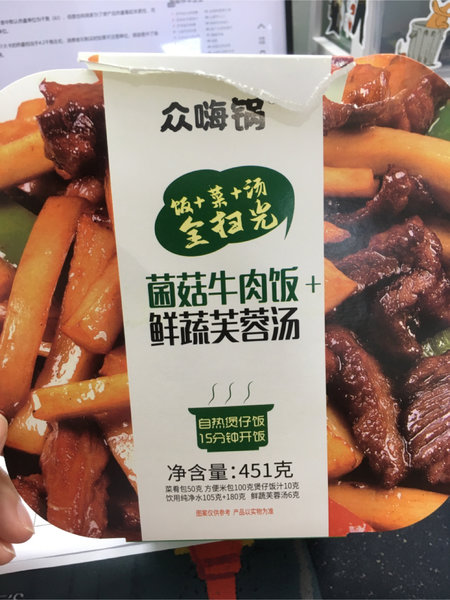 众嗨锅
饭+菜+汤
全扫光
菌菇牛肉饭+
鲜蔬芙蓉汤
自热煲仔饭
15分钟开饭
净含量:451克
菜肴包50克 方便米包100克煲仔饭汁10克
饮用纯净水105克+180克 鲜蔬芙蓉汤6克
图案仅供参考 产品以实物为准